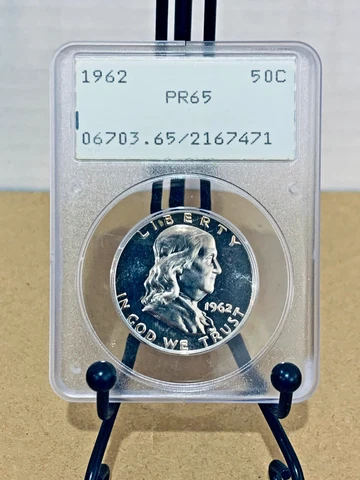 1962 50C
PR65
06703.65/2167471
LIBERTY
IN GOD WE TRUST
1962